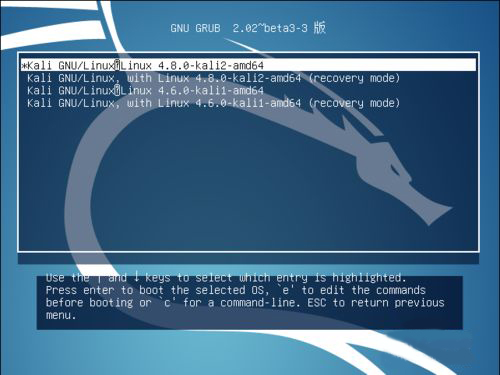 GNU GRUB 2.02~beta3-3 版
*Kali GNU/Linux Linux 4.8.0-kali2-amd64
Kali GNU/Linux, with Linux 4.8.0-kali2-amd64 (recovery mode)
Kali GNU/Linux Linux 4.6.0-kali1-amd64
Kali GNU/Linux, with Linux 4.6.0-kali1-amd64 (recovery mode)
Use the ↑ and ↓ keys to select which entry is highlighted.
Press enter to boot the selected OS, `e' to edit the commands
before booting or `c' for a command-line. ESC to return previous
menu.